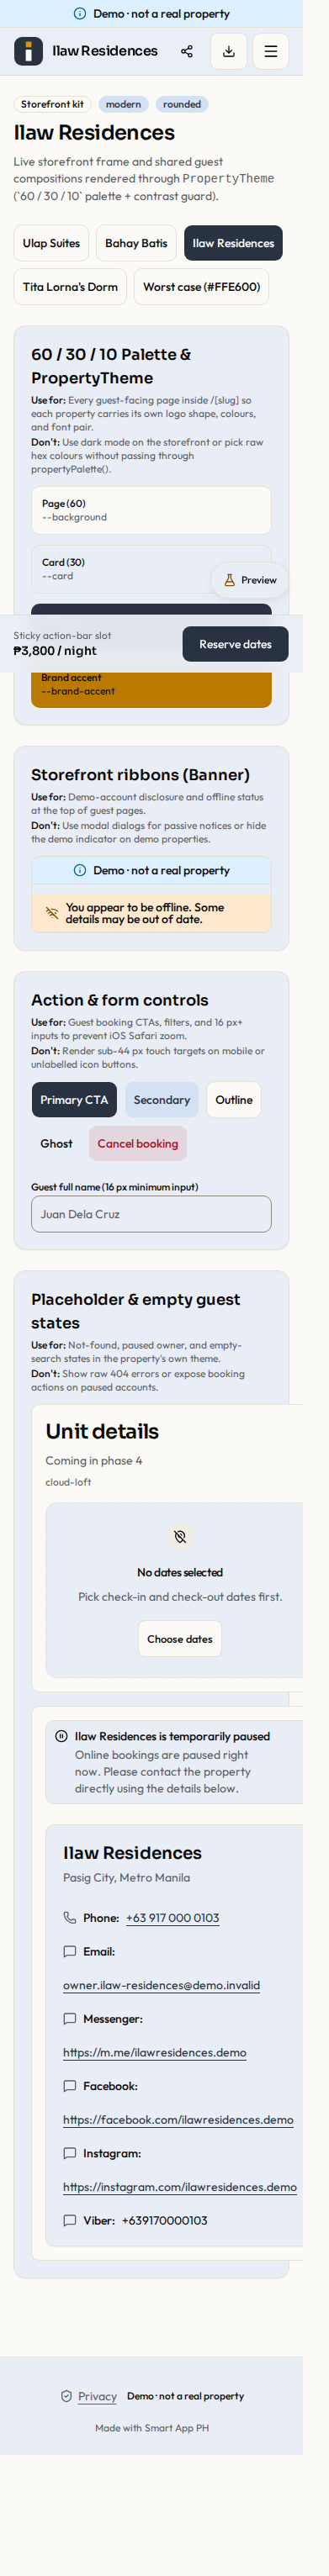 Demo · not a real property
Ilaw Residences
Storefront kit
modern
rounded
Ilaw Residences
Live storefront frame and shared guest
compositions rendered through PropertyTheme
(`60 / 30 / 10` palette + contrast guard).
Ulap Suites
Bahay Batis
Ilaw Residences
Tita Lorna's Dorm
Worst case (#FFE600)
60 / 30 / 10 Palette &
PropertyTheme
Use for: Every guest-facing page inside /[slug] so
each property carries its own logo shape, colours,
and font pair.
Don't: Use dark mode on the storefront or pick raw
hex colours without passing through
propertyPalette().
Page (60)
--background
Card (30)
--card
Preview
Sticky action-bar slot
₱3,800 / night
Reserve dates
Brand accent
--brand-accent
Storefront ribbons (Banner)
Use for: Demo-account disclosure and offline status
at the top of guest pages.
Don't: Use modal dialogs for passive notices or hide
the demo indicator on demo properties.
Demo · not a real property
You appear to be offline. Some
details may be out of date.
Action & form controls
Use for: Guest booking CTAs, filters, and 16 px+
inputs to prevent iOS Safari zoom.
Don't: Render sub-44 px touch targets on mobile or
unlabelled icon buttons.
Primary CTA
Secondary
Outline
Ghost
Cancel booking
Guest full name (16 px minimum input)
Juan Dela Cruz
Placeholder & empty guest
states
Use for: Not-found, paused owner, and empty-
search states in the property's own theme.
Don't: Show raw 404 errors or expose booking
actions on paused accounts.
Unit details
Coming in phase 4
cloud-loft
No dates selected
Pick check-in and check-out dates first.
Choose dates
Ilaw Residences is temporarily paused
Online bookings are paused right
now. Please contact the property
directly using the details below.
Ilaw Residences
Pasig City, Metro Manila
Phone: +63 917 000 0103
Email:
owner.ilaw-residences@demo.invalid
Messenger:
https://m.me/ilawresidences.demo
Facebook:
https://facebook.com/ilawresidences.demo
Instagram:
https://instagram.com/ilawresidences.demo
Viber: +639170000103
Privacy
Demo · not a real property
Made with Smart App PH